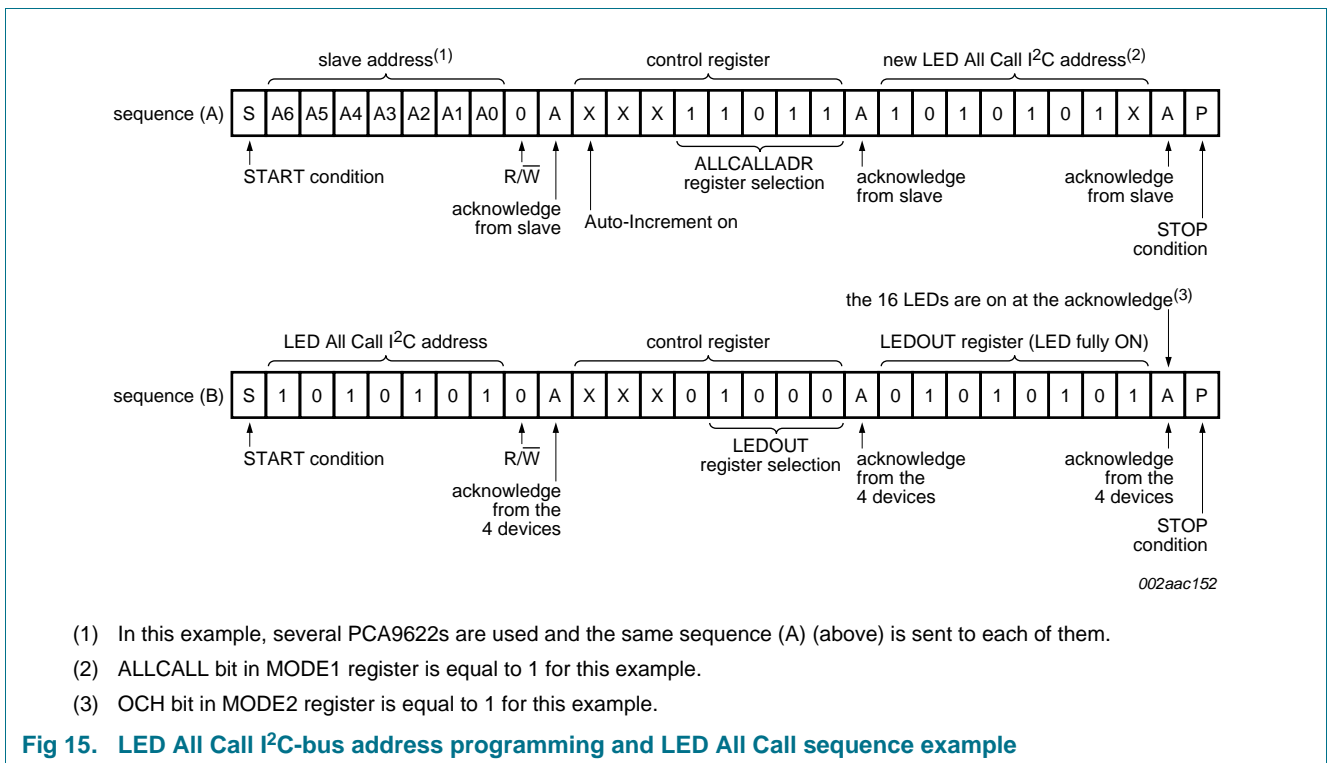 slave address(1) control register new LED All Call I2C address(2)
sequence (A) S A6 A5 A4 A3 A2 A1 A0 0 A X X X 1 1 0 1 1 A 1 0 1 0 1 0 1 X A P
START condition R/W ALLCALLADR register selection acknowledge from slave acknowledge from slave
acknowledge from slave Auto-Increment on STOP condition
the 16 LEDs are on at the acknowledge(3)
LED All Call I2C address control register LEDOUT register (LED fully ON)
sequence (B) S 1 0 1 0 1 0 1 0 A X X X 0 1 0 0 0 A 0 1 0 1 0 1 0 1 A P
START condition R/W LEDOUT register selection acknowledge from the 4 devices acknowledge from the 4 devices
acknowledge from the 4 devices STOP condition
002aac152
(1) In this example, several PCA9622s are used and the same sequence (A) (above) is sent to each of them.
(2) ALLCALL bit in MODE1 register is equal to 1 for this example.
(3) OCH bit in MODE2 register is equal to 1 for this example.
Fig 15. LED All Call I2C-bus address programming and LED All Call sequence example